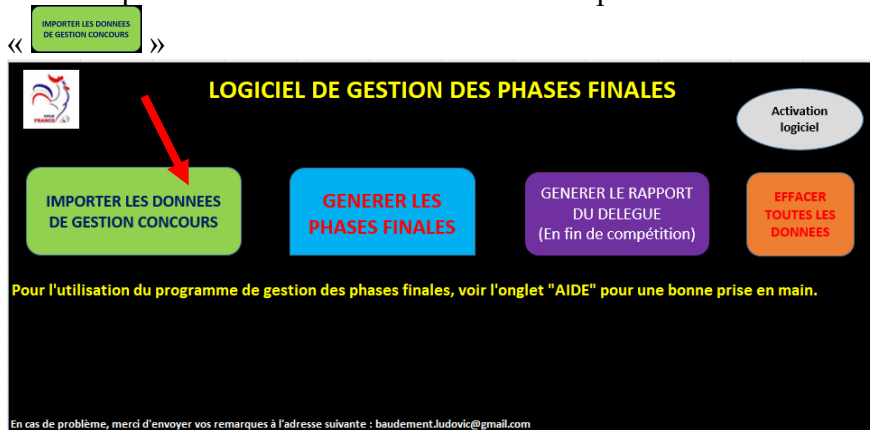 «
IMPORTER LES DONNEES
DE GESTION CONCOURS
»
LOGICIEL DE GESTION DES PHASES FINALES
FRANCE
Activation
logiciel
IMPORTER LES DONNEES
DE GESTION CONCOURS
GENERER LES
PHASES FINALES
GENERER LE RAPPORT
DU DELEGUE
(En fin de compétition)
EFFACER
TOUTES LES
DONNEES
Pour l'utilisation du programme de gestion des phases finales, voir l'onglet "AIDE" pour une bonne prise en main.
En cas de problème, merci d'envoyer vos remarques à l'adresse suivante : baudement.ludovic@gmail.com